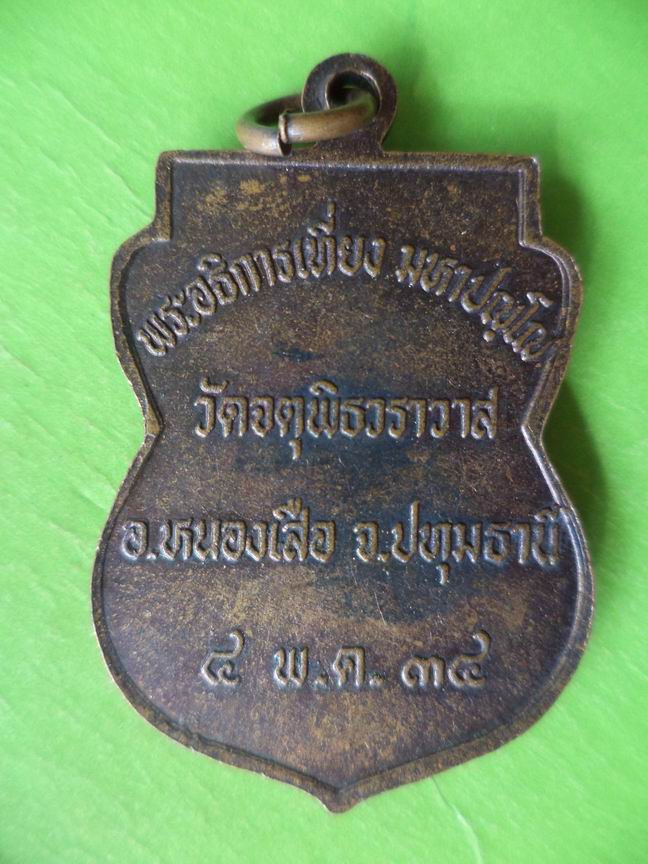 พระอธิการเที่ยง มหาปญฺโญ
วัดจตุพิธวราวาส
อ.หนองเสือ จ.ปทุมธานี
๕ พ.ค. ๓๔